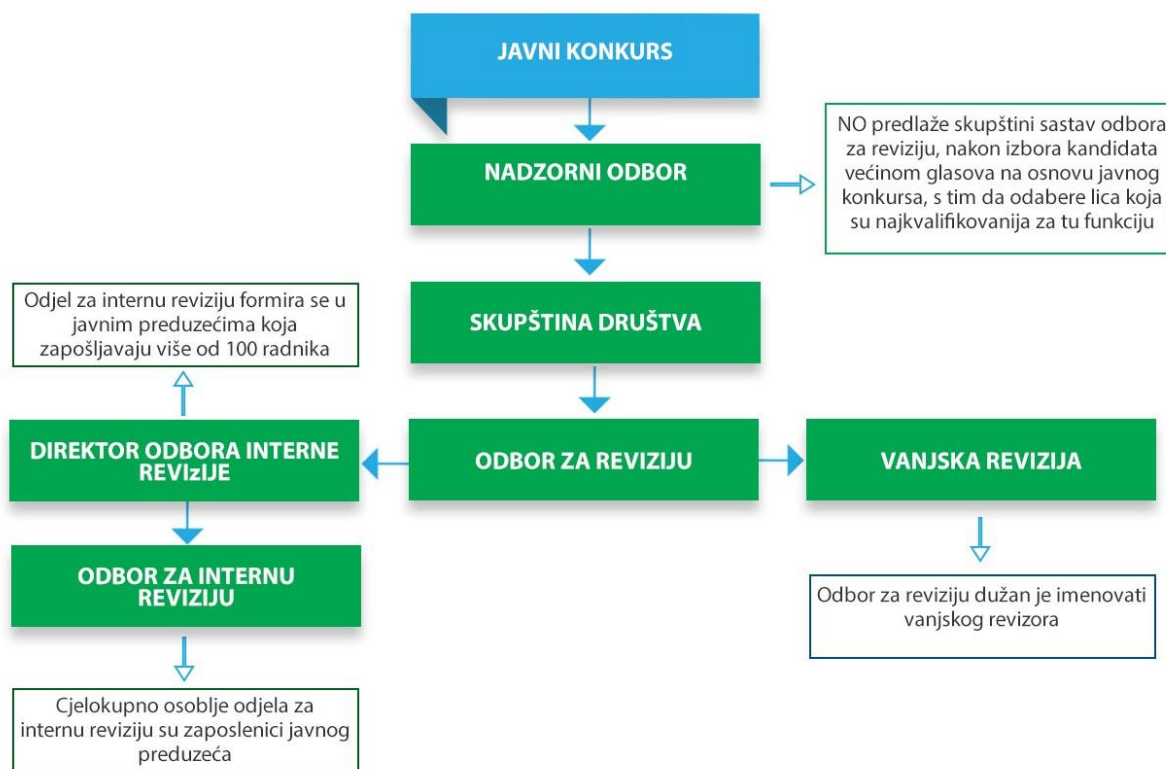 JAVNI KONKURS
NADZORNI ODBOR
NO predlaže skupštini sastav odbora
za reviziju, nakon izbora kandidata
većinom glasova na osnovu javnog
konkursa, s tim da odabere lica koja
su najkvalifikovanija za tu funkciju
SKUPŠTINA DRUŠTVA
Odjel za internu reviziju formira se u
javnim preduzećima koja
zapošljavaju više od 100 radnika
DIREKTOR ODBORA INTERNE
REVIzIJE
ODBOR ZA REVIZIJU
VANJSKA REVIZIJA
ODBOR ZA INTERNU
REVIZIJU
Odbor za reviziju dužan je imenovati
vanjskog revizora
Cjelokupno osoblje odjela za
internu reviziju su zaposlenici javnog
preduzeća